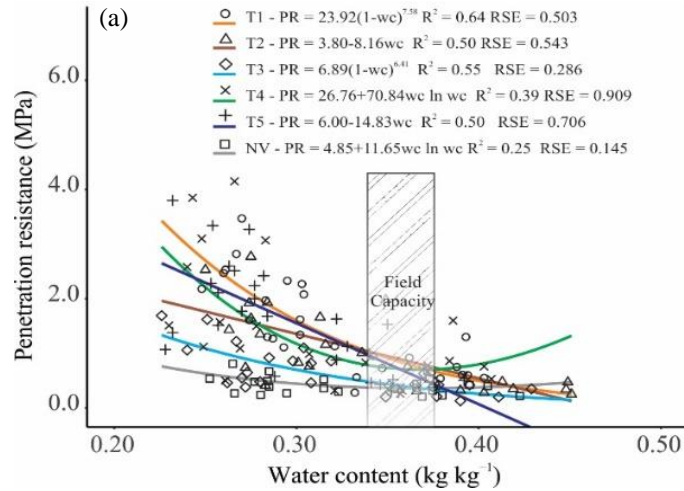 (a)
T1 - PR = 23.92(1-wc)^7.58 R² = 0.64 RSE = 0.503
T2 - PR = 3.80-8.16wc R² = 0.50 RSE = 0.543
T3 - PR = 6.89(1-wc)^6.41 R² = 0.55 RSE = 0.286
T4 - PR = 26.76+70.84wc ln wc R² = 0.39 RSE = 0.909
T5 - PR = 6.00-14.83wc R² = 0.50 RSE = 0.706
NV - PR = 4.85+11.65wc ln wc R² = 0.25 RSE = 0.145
Penetration resistance (MPa)
6.0
4.0
2.0
0.0
Field
Capacity
0.20 0.30 0.40 0.50
Water content (kg kg⁻¹)